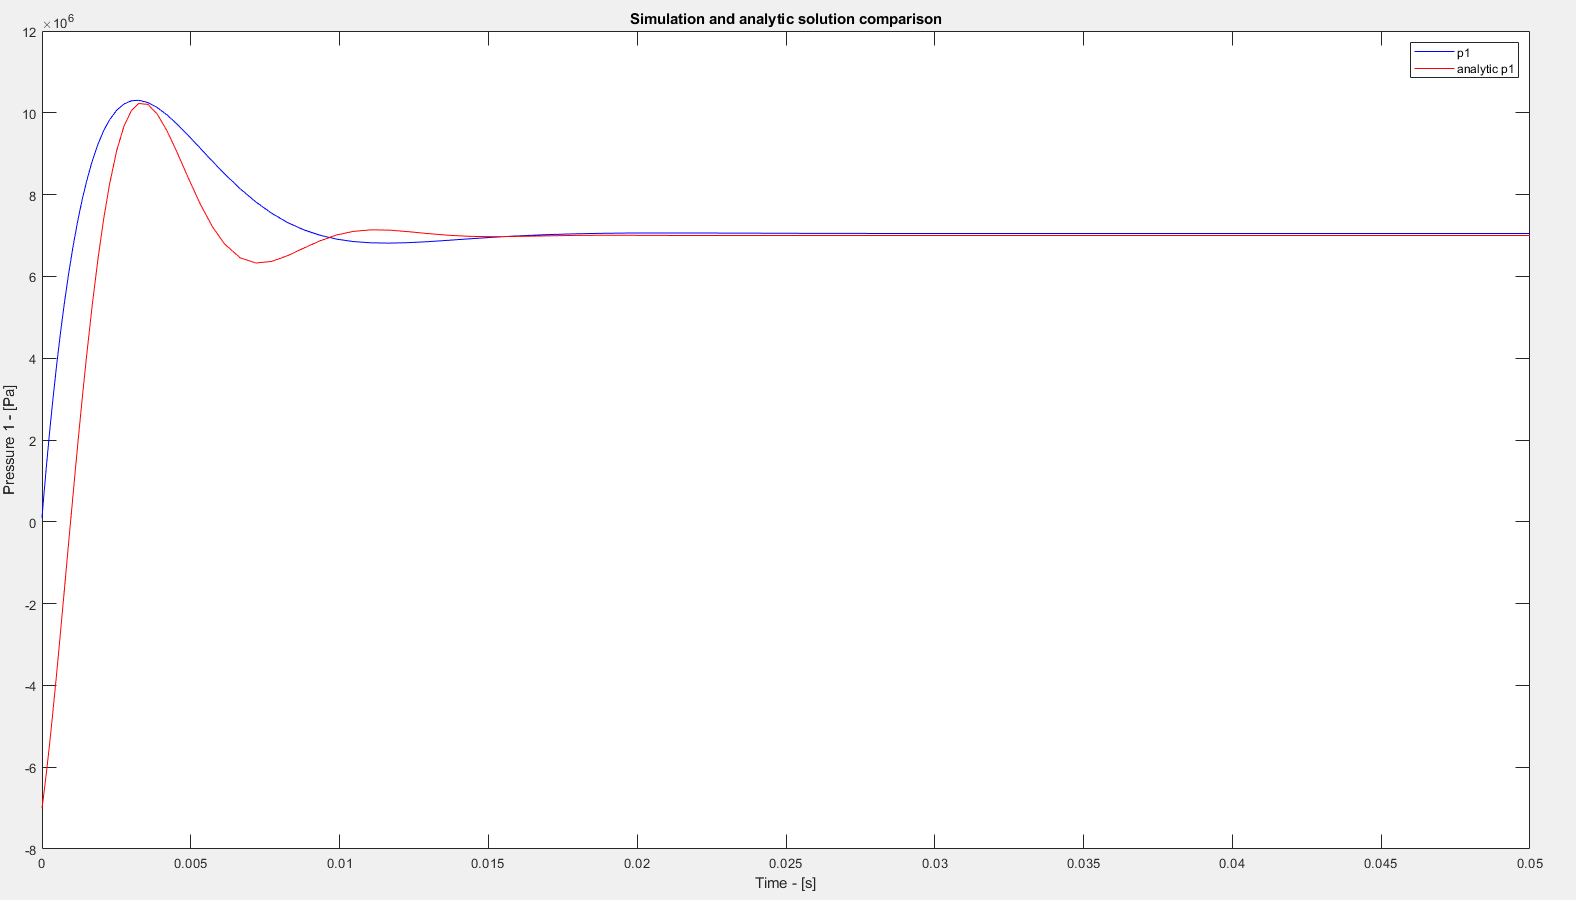 Simulation and analytic solution comparison
×10⁶
12
10
8
6
4
2
0
-2
-4
-6
-8
Pressure 1 - [Pa]
p1
analytic p1
0 0.005 0.01 0.015 0.02 0.025 0.03 0.035 0.04 0.045 0.05
Time - [s]